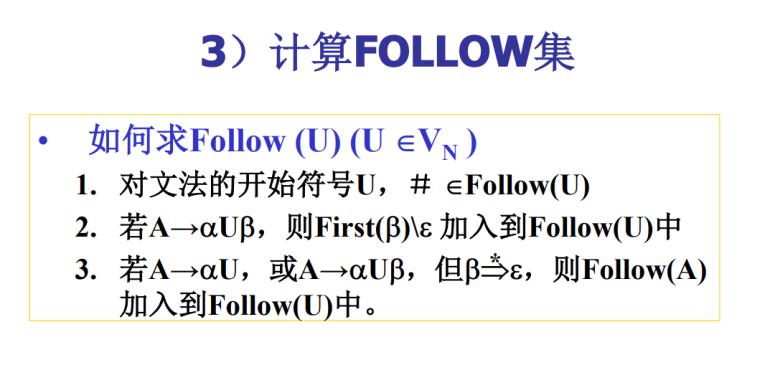 3）计算FOLLOW集
• 如何求Follow (U) (U ∈V_N )
1. 对文法的开始符号U，＃ ∈Follow(U)
2. 若A→αUβ，则First(β)\ε 加入到Follow(U)中
3. 若A→αU，或A→αUβ，但β⇒*ε，则Follow(A)
加入到Follow(U)中。